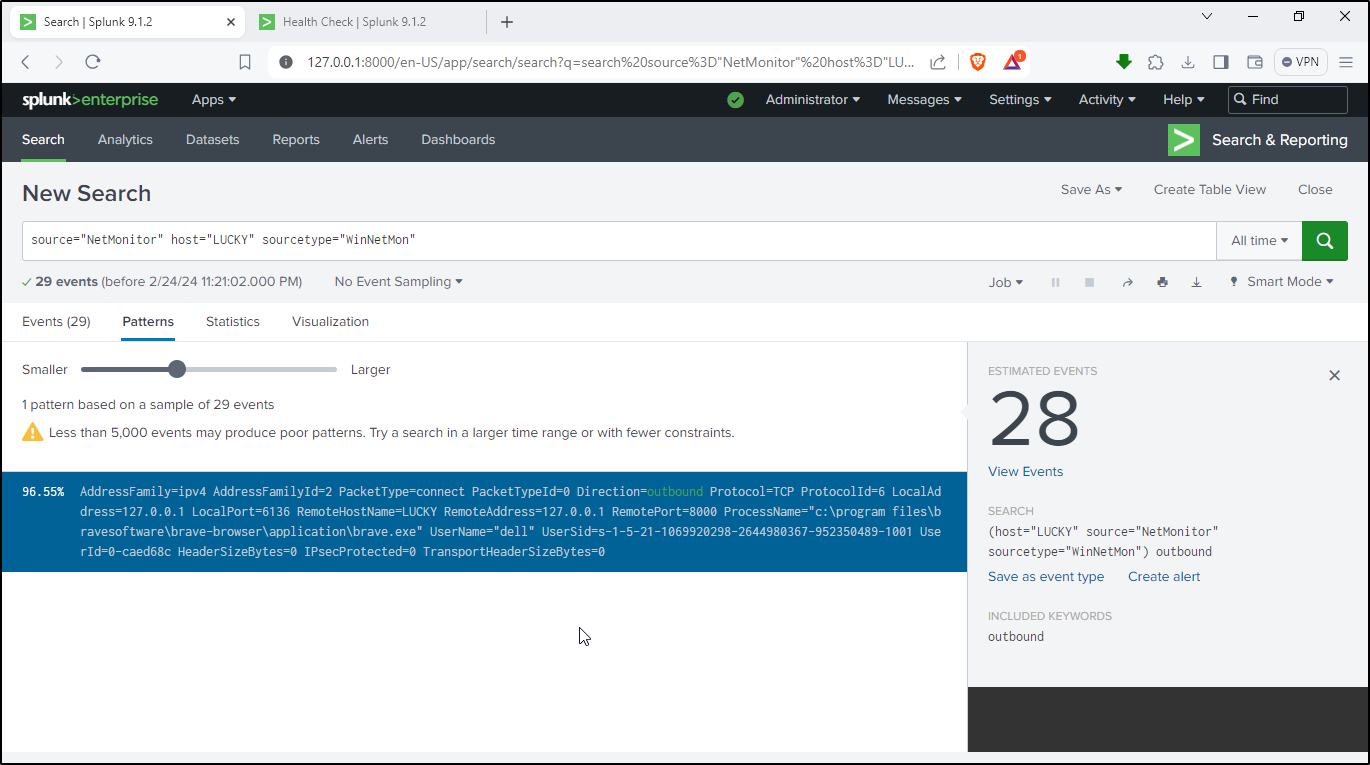 Search | Splunk 9.1.2
Health Check | Splunk 9.1.2
127.0.0.1:8000/en-US/app/search/search?q=search%20source%3D"NetMonitor"%20host%3D"LU...
1
VPN
splunk>enterprise Apps Administrator Messages Settings Activity Help Find
Search Analytics Datasets Reports Alerts Dashboards Search & Reporting
New Search Save As Create Table View Close
source="NetMonitor" host="LUCKY" sourcetype="WinNetMon" All time
29 events (before 2/24/24 11:21:02.000 PM) No Event Sampling Job Smart Mode
Events (29) Patterns Statistics Visualization
Smaller Larger
1 pattern based on a sample of 29 events
Less than 5,000 events may produce poor patterns. Try a search in a larger time range or with fewer constraints.
96.55% AddressFamily=ipv4 AddressFamilyId=2 PacketType=connect PacketTypeId=0 Direction=outbound Protocol=TCP ProtocolId=6 LocalAd
dress=127.0.0.1 LocalPort=6136 RemoteHostName=LUCKY RemoteAddress=127.0.0.1 RemotePort=8000 ProcessName="c:\program files\b
ravesoftware\brave-browser\application\brave.exe" UserName="dell" UserSid=s-1-5-21-1069920298-2644980367-952350489-1001 Use
rId=0-caed68c HeaderSizeBytes=0 IPsecProtected=0 TransportHeaderSizeBytes=0
ESTIMATED EVENTS
28
View Events
SEARCH
(host="LUCKY" source="NetMonitor"
sourcetype="WinNetMon") outbound
Save as event type Create alert
INCLUDED KEYWORDS
outbound